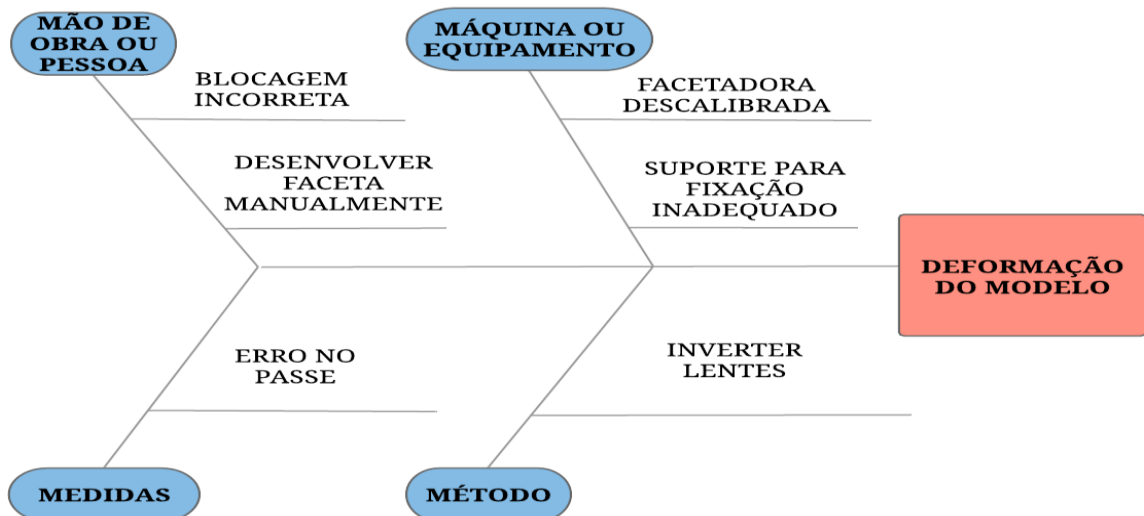 MÃO DE
OBRA OU
PESSOA
MÁQUINA OU
EQUIPAMENTO
BLOCAGEM
INCORRETA
FACETADORA
DESCALIBRADA
DESENVOLVER
FACETA
MANUALMENTE
SUPORTE PARA
FIXAÇÃO
INADEQUADO
DEFORMAÇÃO
DO MODELO
ERRO NO
PASSE
INVERTER
LENTES
MEDIDAS
MÉTODO